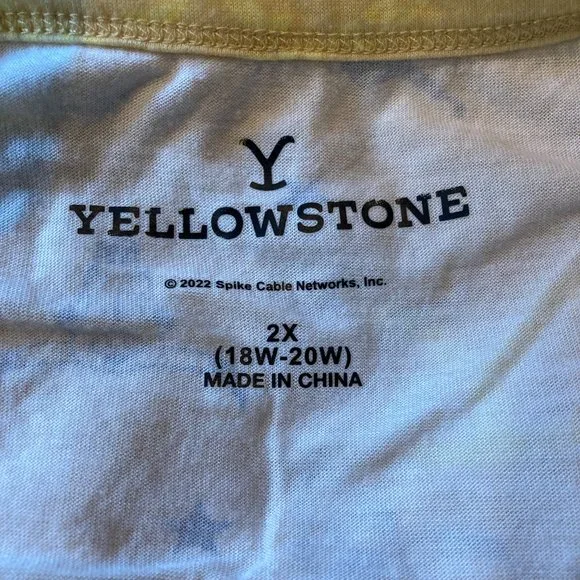 Y
YELLOWSTONE
© 2022 Spike Cable Networks, Inc.
2X
(18W-20W)
MADE IN CHINA